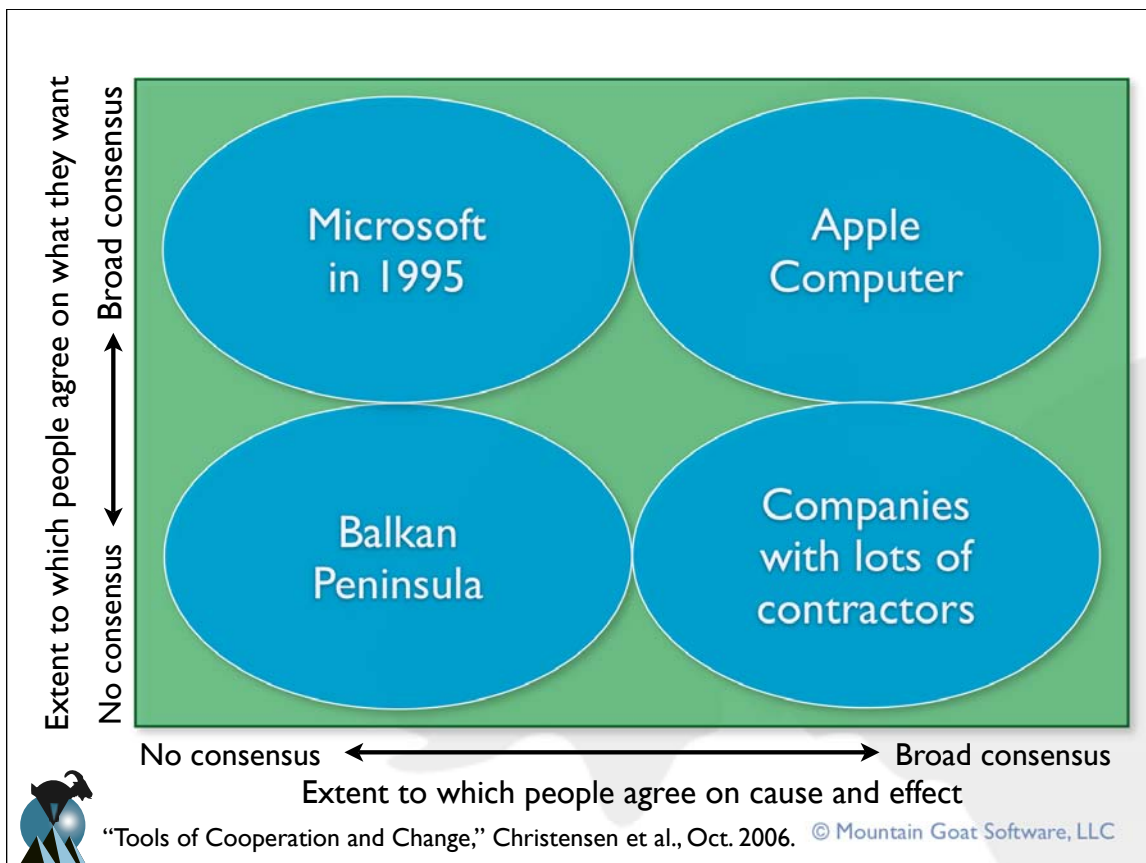 Extent to which people agree on what they want
No consensus
Broad consensus
Microsoft
in 1995
Apple
Computer
Balkan
Peninsula
Companies
with lots of
contractors
No consensus
Broad consensus
Extent to which people agree on cause and effect
“Tools of Cooperation and Change,” Christensen et al., Oct. 2006.
© Mountain Goat Software, LLC